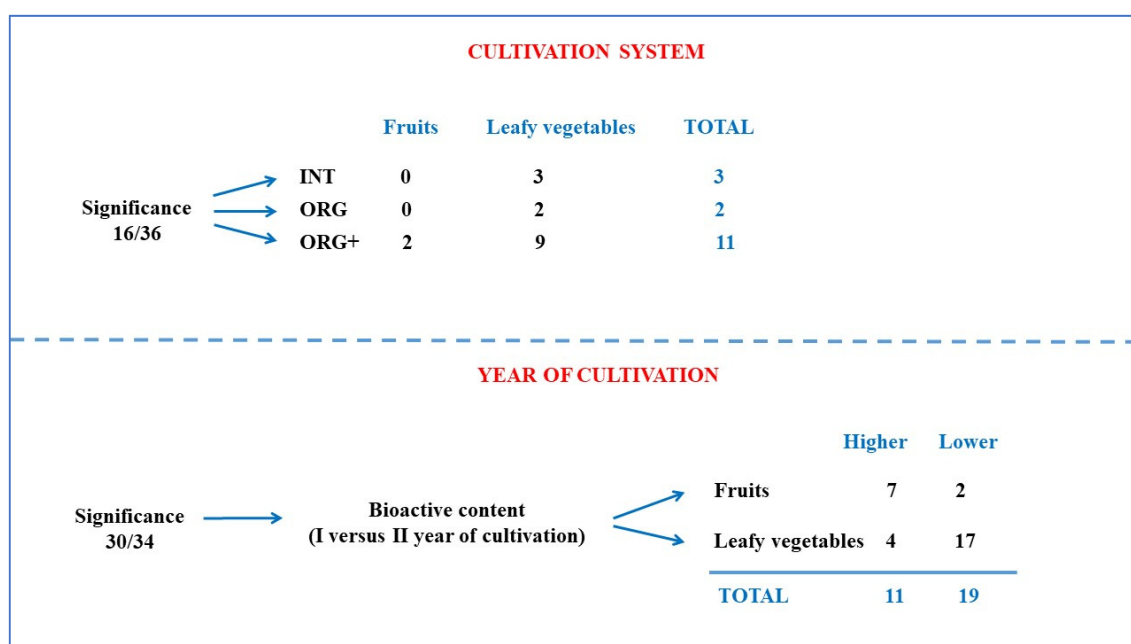 CULTIVATION SYSTEM
Fruits Leafy vegetables TOTAL
INT 0 3 3
Significance
16/36
ORG 0 2 2
ORG+ 2 9 11
YEAR OF CULTIVATION
Higher Lower
Fruits 7 2
Significance
30/34
Bioactive content
(I versus II year of cultivation)
Leafy vegetables 4 17
TOTAL 11 19